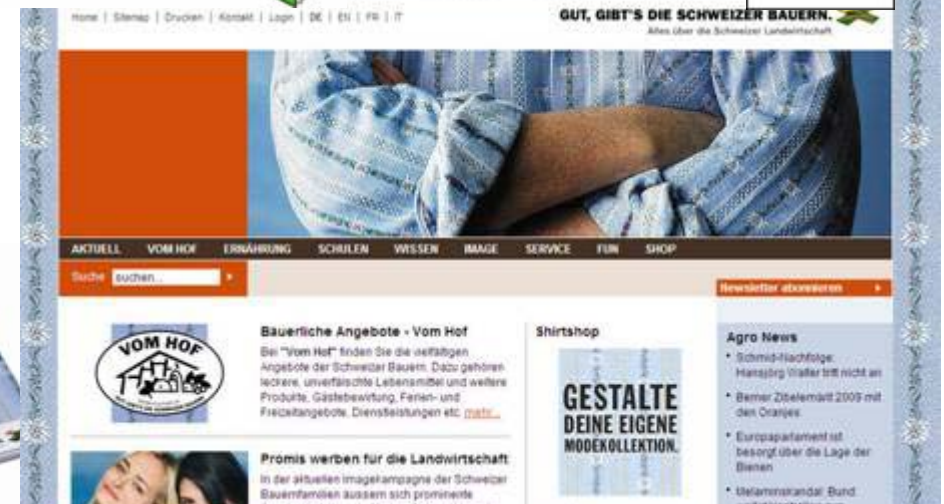 Home | Sitemap | Drucken | Kontakt | Login | DE | EN | FR | IT
GUT, GIBT'S DIE SCHWEIZER BAUERN.
Alles über die Schweizer Landwirtschaft.
AKTUELL VOM HOF ERNÄHRUNG SCHULEN WISSEN IMAGE SERVICE FUN SHOP
Suche suchen...
Newsletter abonnieren
VOM HOF
Bäuerliche Angebote - Vom Hof
Bei "Vom Hof" finden Sie die vielfältigen
Angebote der Schweizer Bauern. Dazu gehören
leckere, unverfälschte Lebensmittel und weitere
Produkte, Gästebewirtung, Ferien- und
Freizeitangebote, Dienstleistungen etc. mehr...
Promis werben für die Landwirtschaft
In der aktuellen Imagekampagne der Schweizer
Bauernfamilien äussern sich prominente
Shirtshop
GESTALTE
DEINE EIGENE
MODEKOLLEKTION.
Agro News
Schmid-Nachfolge:
Hansjörg Walter tritt nicht an
Berner Zibelemärit 2009 mit
den Oranjes
Europaparlament ist
besorgt über die Lage der
Bienen
Melaminskandal: Bund